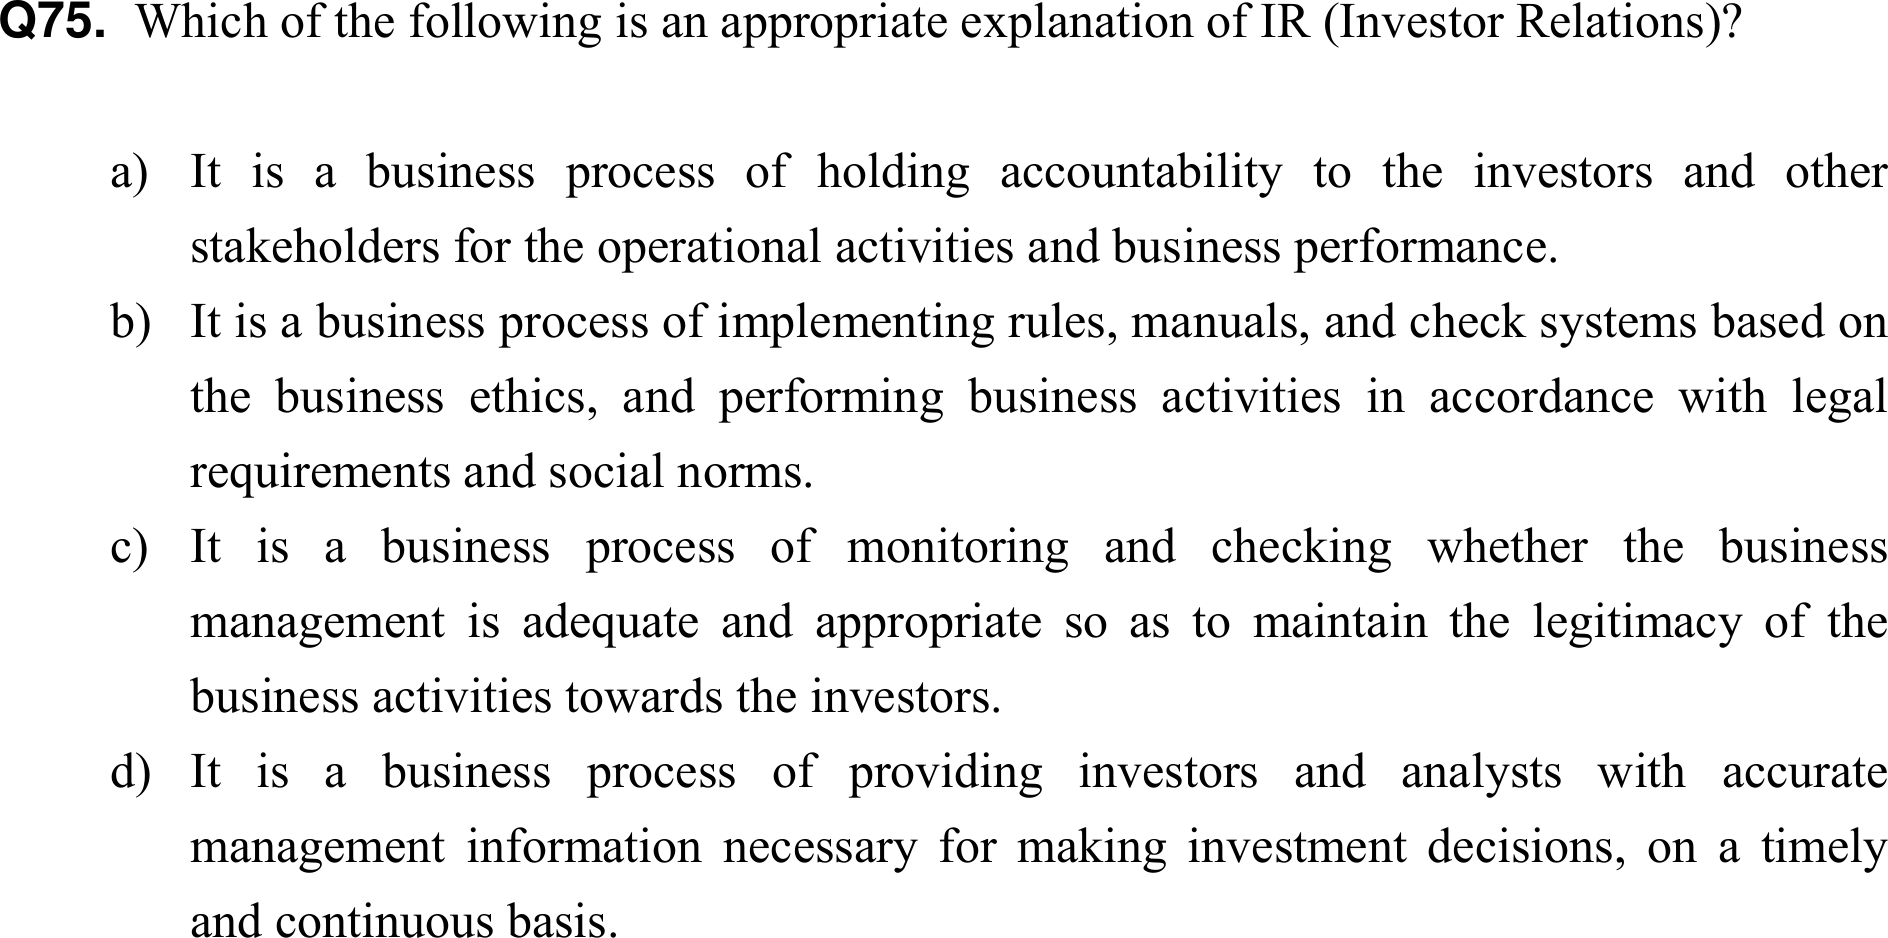 Q75. Which of the following is an appropriate explanation of IR (Investor Relations)?
a) It is a business process of holding accountability to the investors and other
stakeholders for the operational activities and business performance.
b) It is a business process of implementing rules, manuals, and check systems based on
the business ethics, and performing business activities in accordance with legal
requirements and social norms.
c) It is a business process of monitoring and checking whether the business
management is adequate and appropriate so as to maintain the legitimacy of the
business activities towards the investors.
d) It is a business process of providing investors and analysts with accurate
management information necessary for making investment decisions, on a timely
and continuous basis.